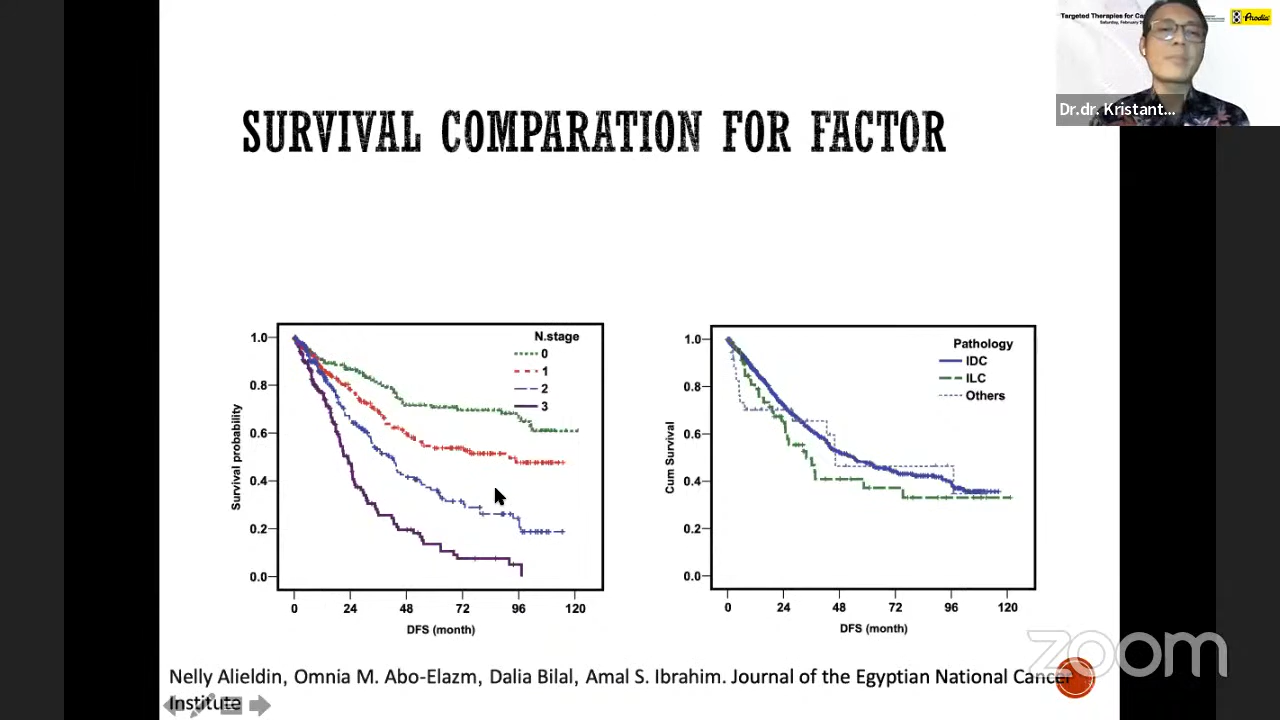 Targeted Therapies for Ca
Saturday, February
Prodia
Dr.dr. Kristant...
SURVIVAL COMPARATION FOR FACTOR
N.stage
0
1
2
3
1.0
0.8
0.6
0.4
0.2
0.0
Survival probability
0 24 48 72 96 120
DFS (month)
Pathology
IDC
ILC
Others
1.0
0.8
0.6
0.4
0.2
0.0
Cum Survival
0 24 48 72 96 120
DFS (month)
zoom
Nelly Alieldin, Omnia M. Abo-Elazm, Dalia Bilal, Amal S. Ibrahim. Journal of the Egyptian National Cancer
Institute